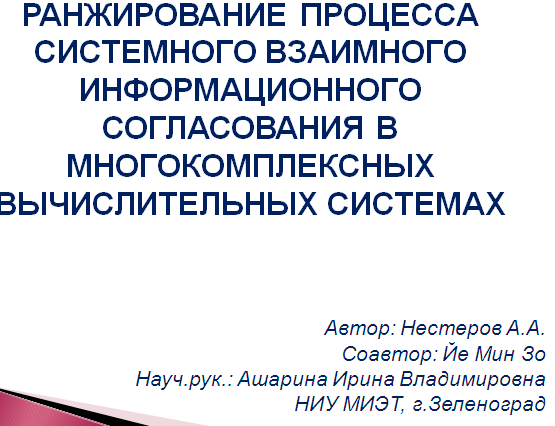 РАНЖИРОВАНИЕ ПРОЦЕССА
СИСТЕМНОГО ВЗАИМНОГО
ИНФОРМАЦИОННОГО
СОГЛАСОВАНИЯ В
МНОГОКОМПЛЕКСНЫХ
ВЫЧИСЛИТЕЛЬНЫХ СИСТЕМАХ
Автор: Нестеров А.А.
Соавтор: Йе Мин Зо
Науч.рук.: Ашарина Ирина Владимировна
НИУ МИЭТ, г.Зеленоград